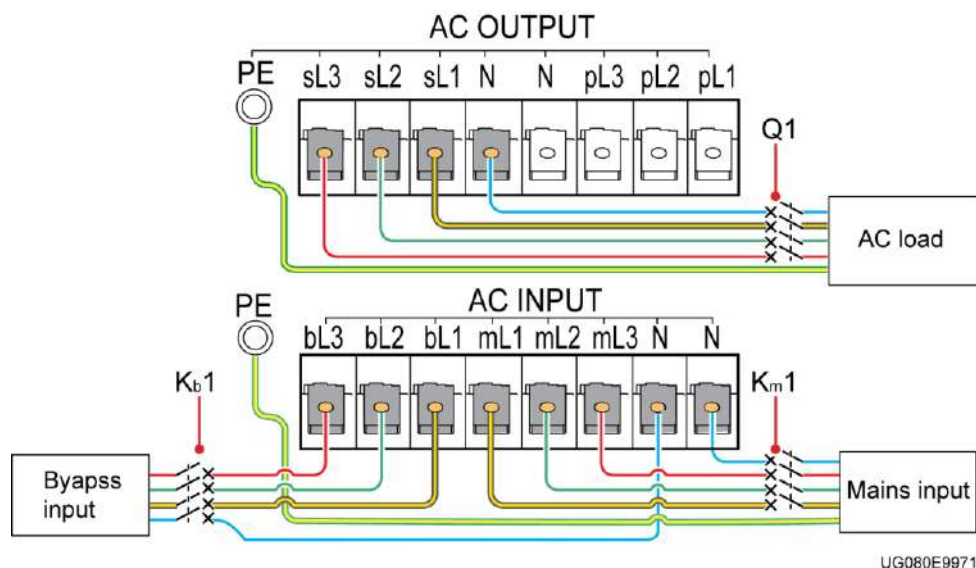 AC OUTPUT
PE sL3 sL2 sL1 N N pL3 pL2 pL1
Q1
AC load
PE AC INPUT
bL3 bL2 bL1 mL1 mL2 mL3 N N
Kb1 Km1
Byapss input
Mains input
UG080E9971